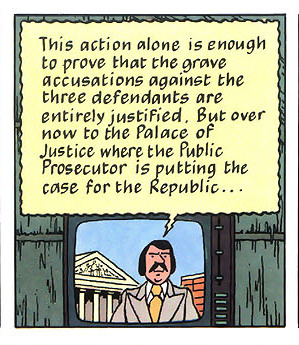 This action alone is enough
to prove that the grave
accusations against the
three defendants are
entirely justified. But over
now to the Palace of
Justice where the Public
Prosecutor is putting the
case for the Republic...